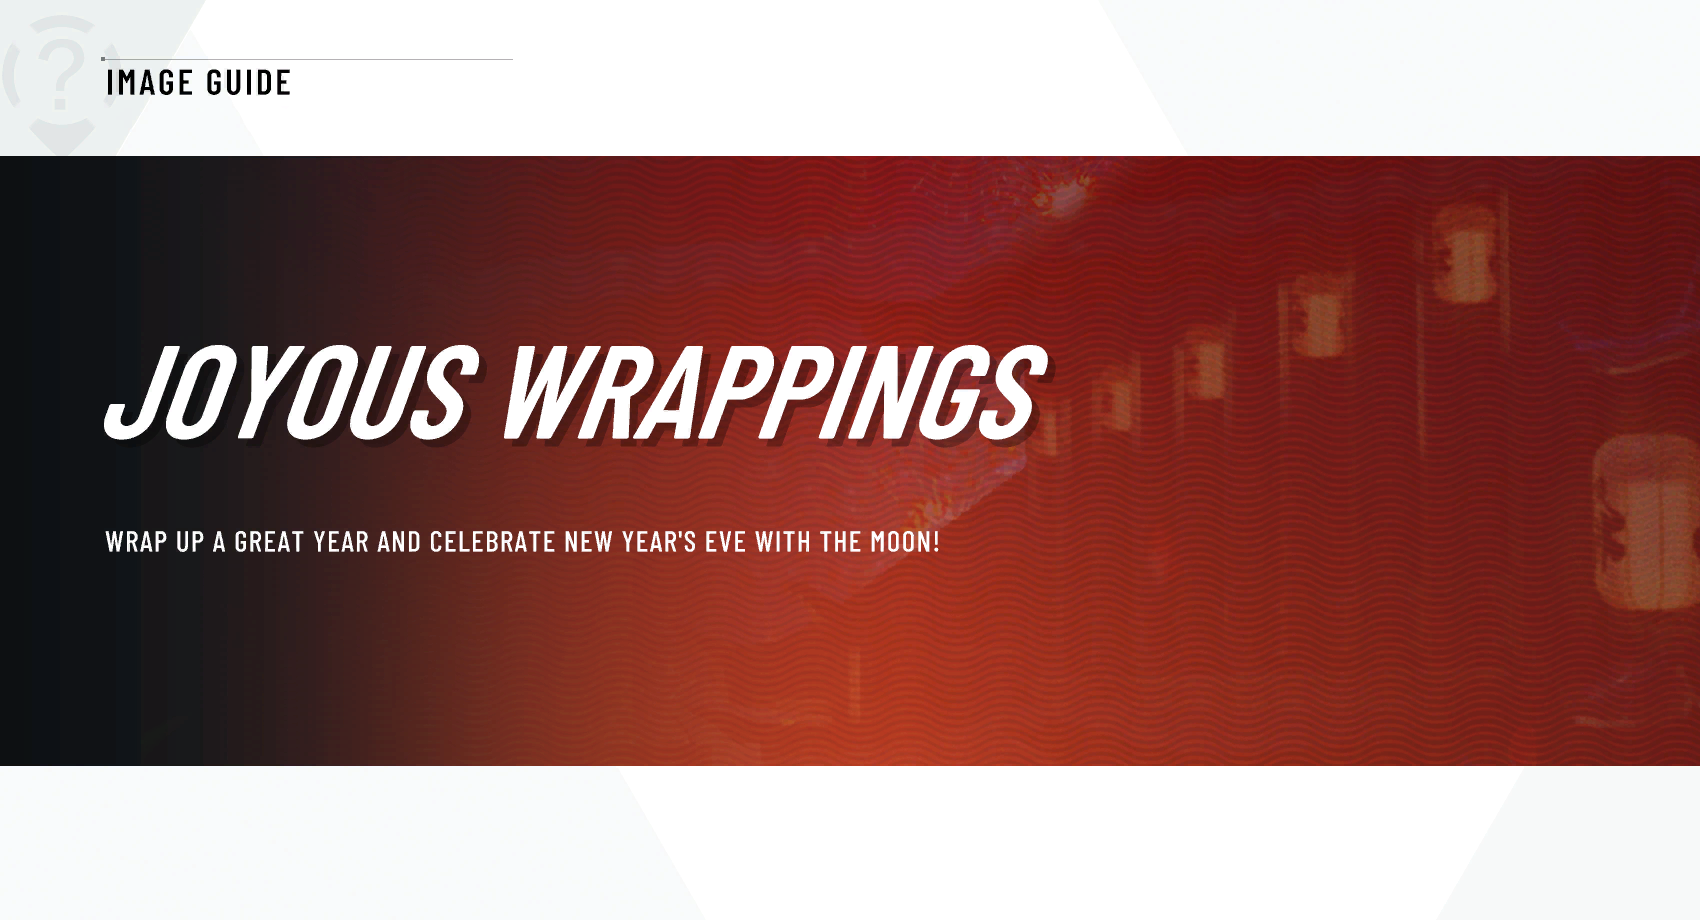 IMAGE GUIDE
JOYOUS WRAPPINGS
WRAP UP A GREAT YEAR AND CELEBRATE NEW YEAR'S EVE WITH THE MOON!